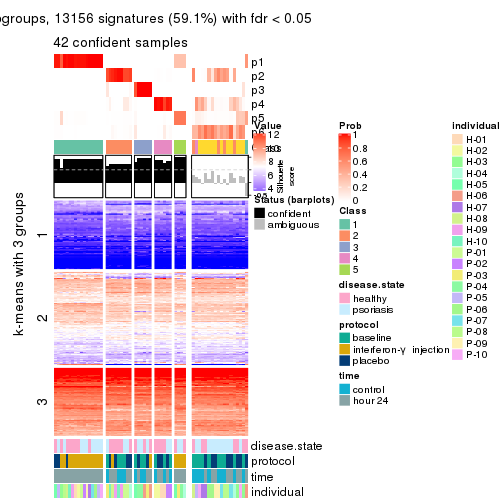 ogroups, 13156 signatures (59.1%) with fdr < 0.05
42 confident samples
p1
p2
p3
p4
p5
k-means with 3 groups
1
2
3
Value
12
10
8
6
4
Silhouette
score
Status (barplots)
confident
ambiguous
Prob
1
0.8
0.6
0.4
0.2
0
Class
1
2
3
4
5
disease.state
healthy
psoriasis
protocol
baseline
interferon-γ injection
placebo
time
control
hour 24
individual
H-01
H-02
H-03
H-04
H-05
H-06
H-07
H-08
H-09
H-10
P-01
P-02
P-03
P-04
P-05
P-06
P-07
P-08
P-09
P-10
disease.state
protocol
time
individual